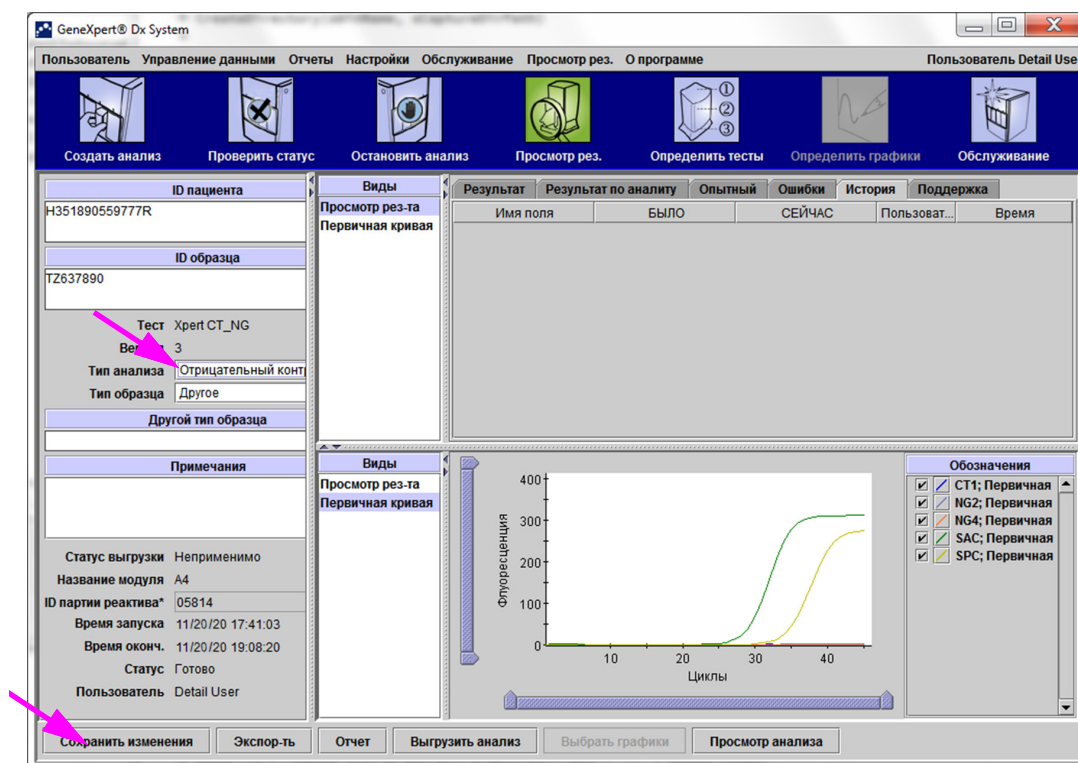 GeneXpert® Dx System
Пользователь Управление данными Отчеты Настройки Обслуживание Просмотр рез. О программе Пользователь Detail Use
Создать анализ Проверить статус Остановить анализ Просмотр рез. Определить тесты Определить графики Обслуживание
ID пациента
H351890559777R
ID образца
TZ637890
Тест Xpert CT_NG
3
Тип анализа Отрицательный конт
Тип образца Другое
Другой тип образца
Примечания
Статус выгрузки Неприменимо
Название модуля A4
ID партии реактива* 05814
Время запуска 11/20/20 17:41:03
Время оконч. 11/20/20 19:08:20
Статус Готово
Пользователь Detail User
Виды
Просмотр рез-та
Первичная кривая
Результат Результат по аналиту Опытный Ошибки История Поддержка
Имя поля БЫЛО СЕЙЧАС Пользоват... Время
Виды
Просмотр рез-та
Первичная кривая
Флуоресценция
400
300
200
100
0
10 20 30 40
Циклы
Обозначения
CT1; Первичная
NG2; Первичная
NG4; Первичная
SAC; Первичная
SPC; Первичная
Сохранить изменения Экспор-ть Отчет Выгрузить анализ Выбрать графики Просмотр анализа